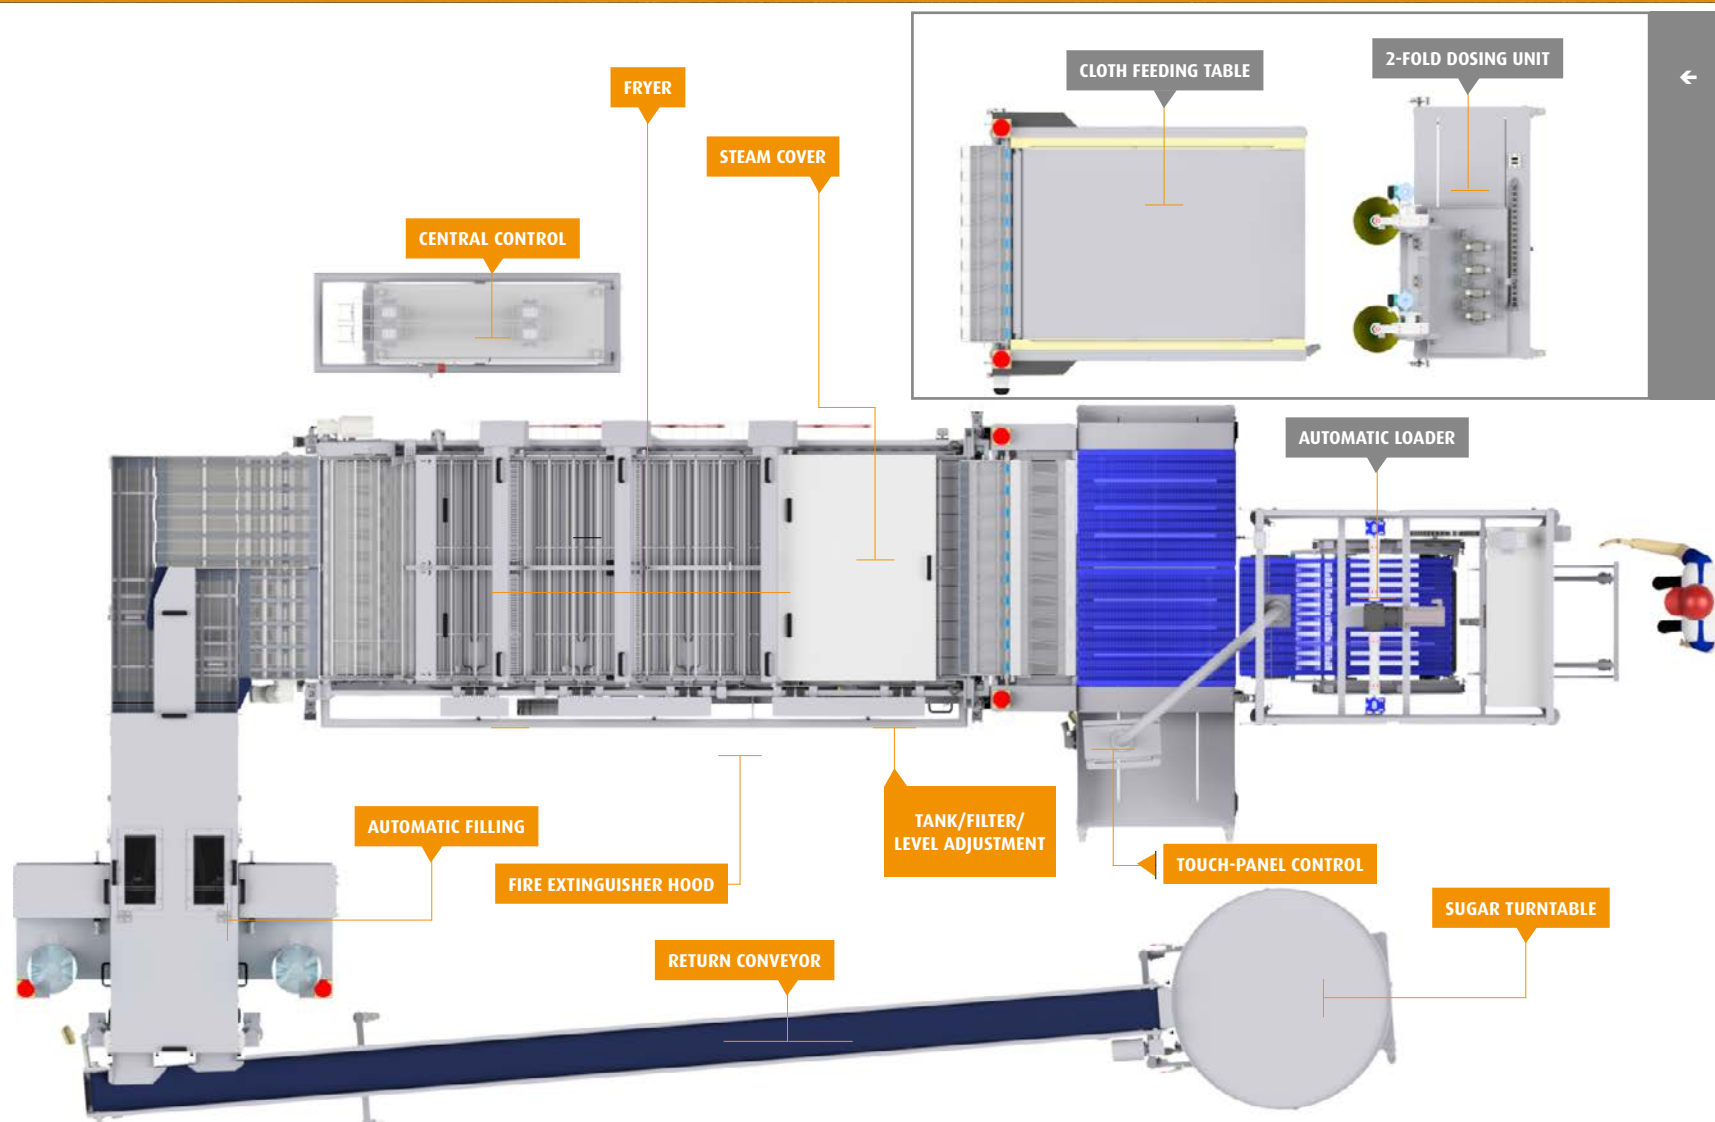 CLOTH FEEDING TABLE
2-FOLD DOSING UNIT
FRYER
STEAM COVER
CENTRAL CONTROL
AUTOMATIC LOADER
AUTOMATIC FILLING
TANK/FILTER/
LEVEL ADJUSTMENT
FIRE EXTINGUISHER HOOD
TOUCH-PANEL CONTROL
SUGAR TURNTABLE
RETURN CONVEYOR